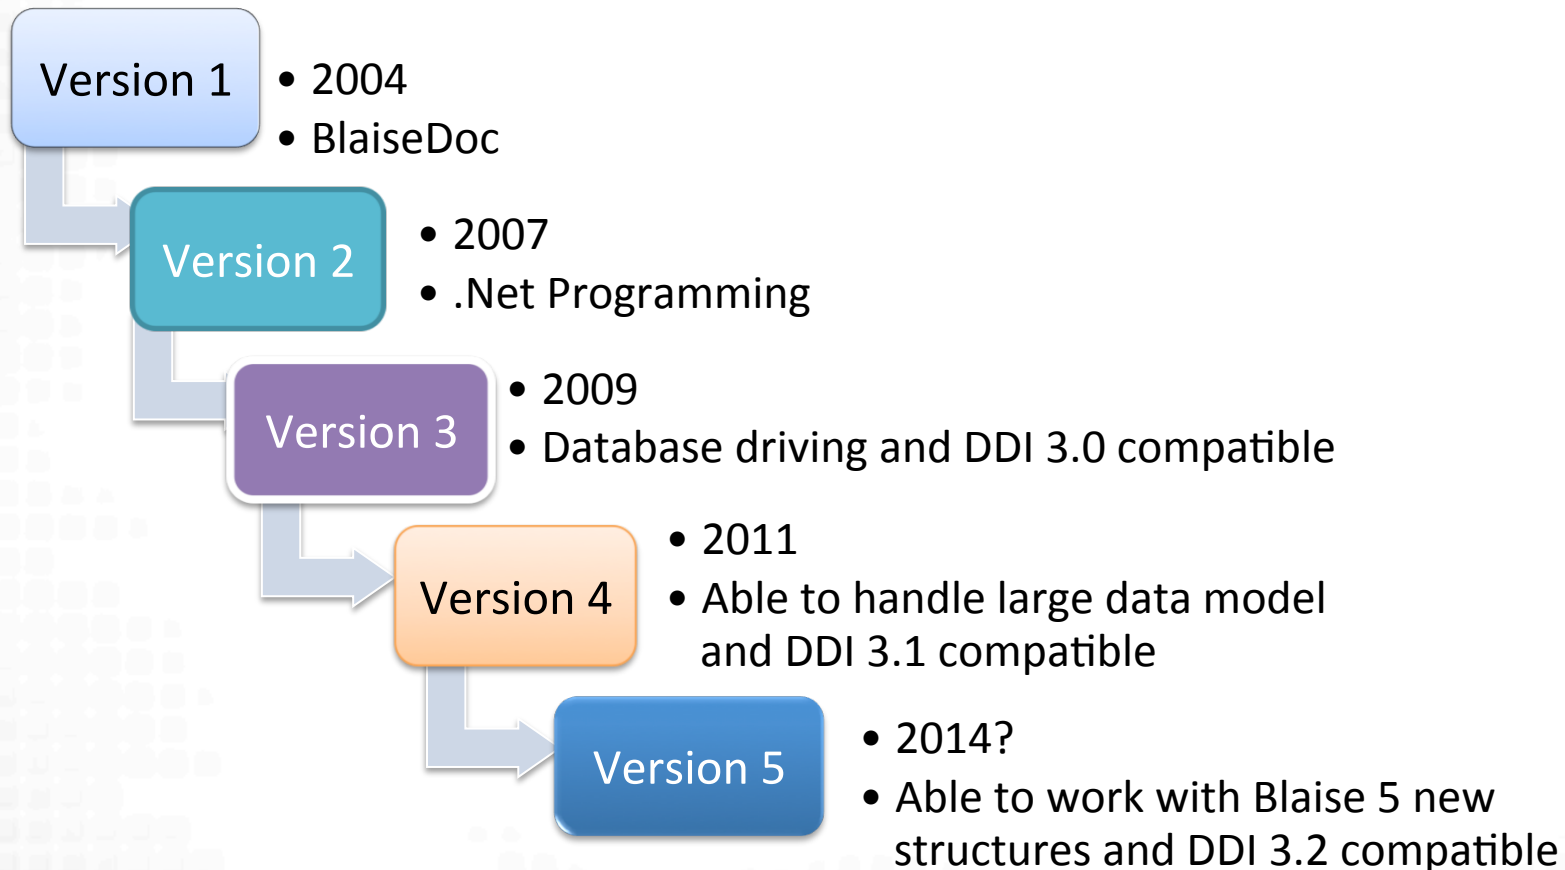 Version 1
• 2004
• BlaiseDoc
Version 2
• 2007
• .Net Programming
Version 3
• 2009
• Database driving and DDI 3.0 compatible
Version 4
• 2011
• Able to handle large data model
and DDI 3.1 compatible
Version 5
• 2014?
• Able to work with Blaise 5 new
structures and DDI 3.2 compatible